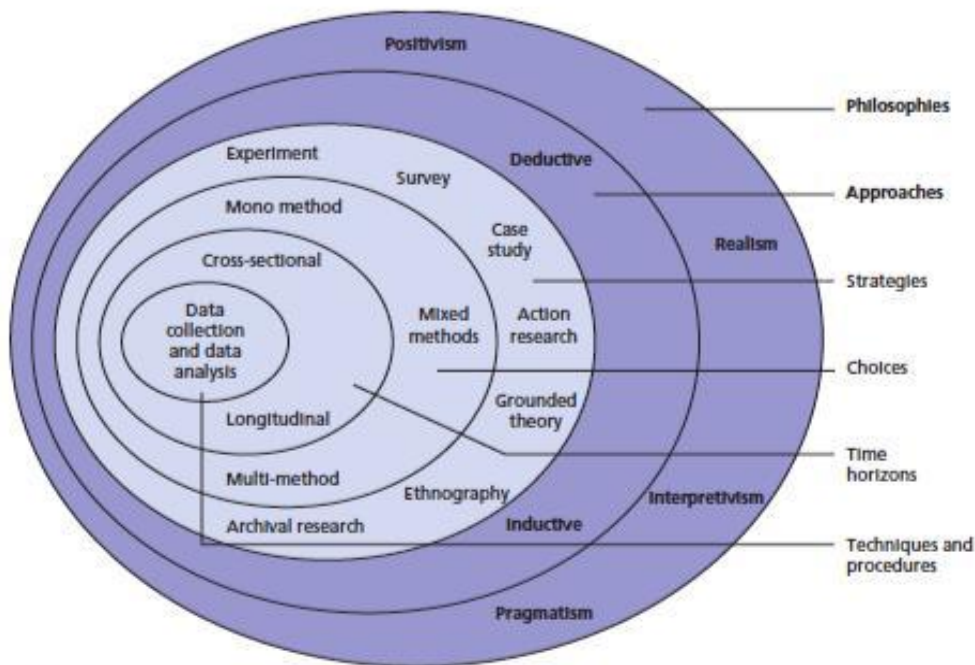 Positivism
Philosophies
Experiment
Deductive
Survey
Approaches
Mono method
Case
study
Realism
Cross-sectional
Strategies
Data
collection
and data
analysis
Mixed
methods
Action
research
Choices
Grounded
theory
Longitudinal
Time
horizons
Multi-method
Ethnography
Interpretivism
Archival research
Inductive
Techniques and
procedures
Pragmatism